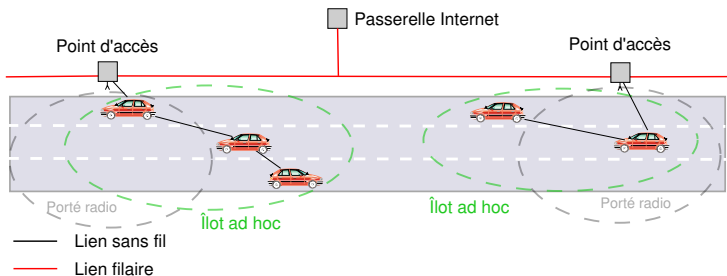 Passerelle Internet
Point d'accès
Point d'accès
Porté radio
Îlot ad hoc
Îlot ad hoc
Porté radio
Lien sans fil
Lien filaire